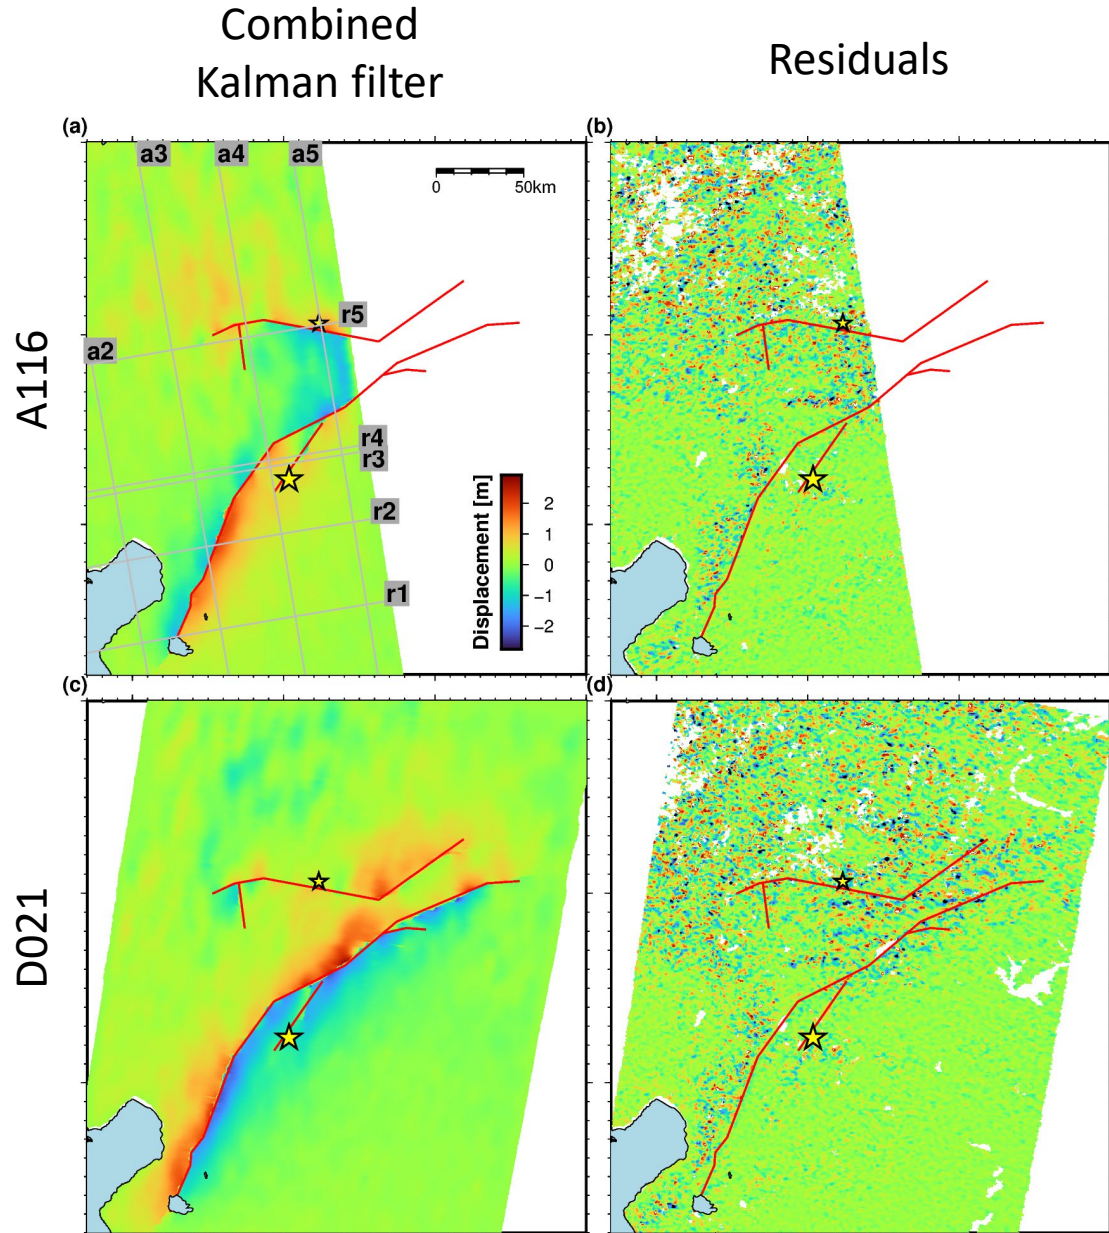 Combined
Kalman filter
Residuals
A116
(a)
a3
a4
a5
0
50km
r5
a2
r4
r3
r2
r1
Displacement [m]
2
1
0
−1
−2
(b)
D021
(c)
(d)